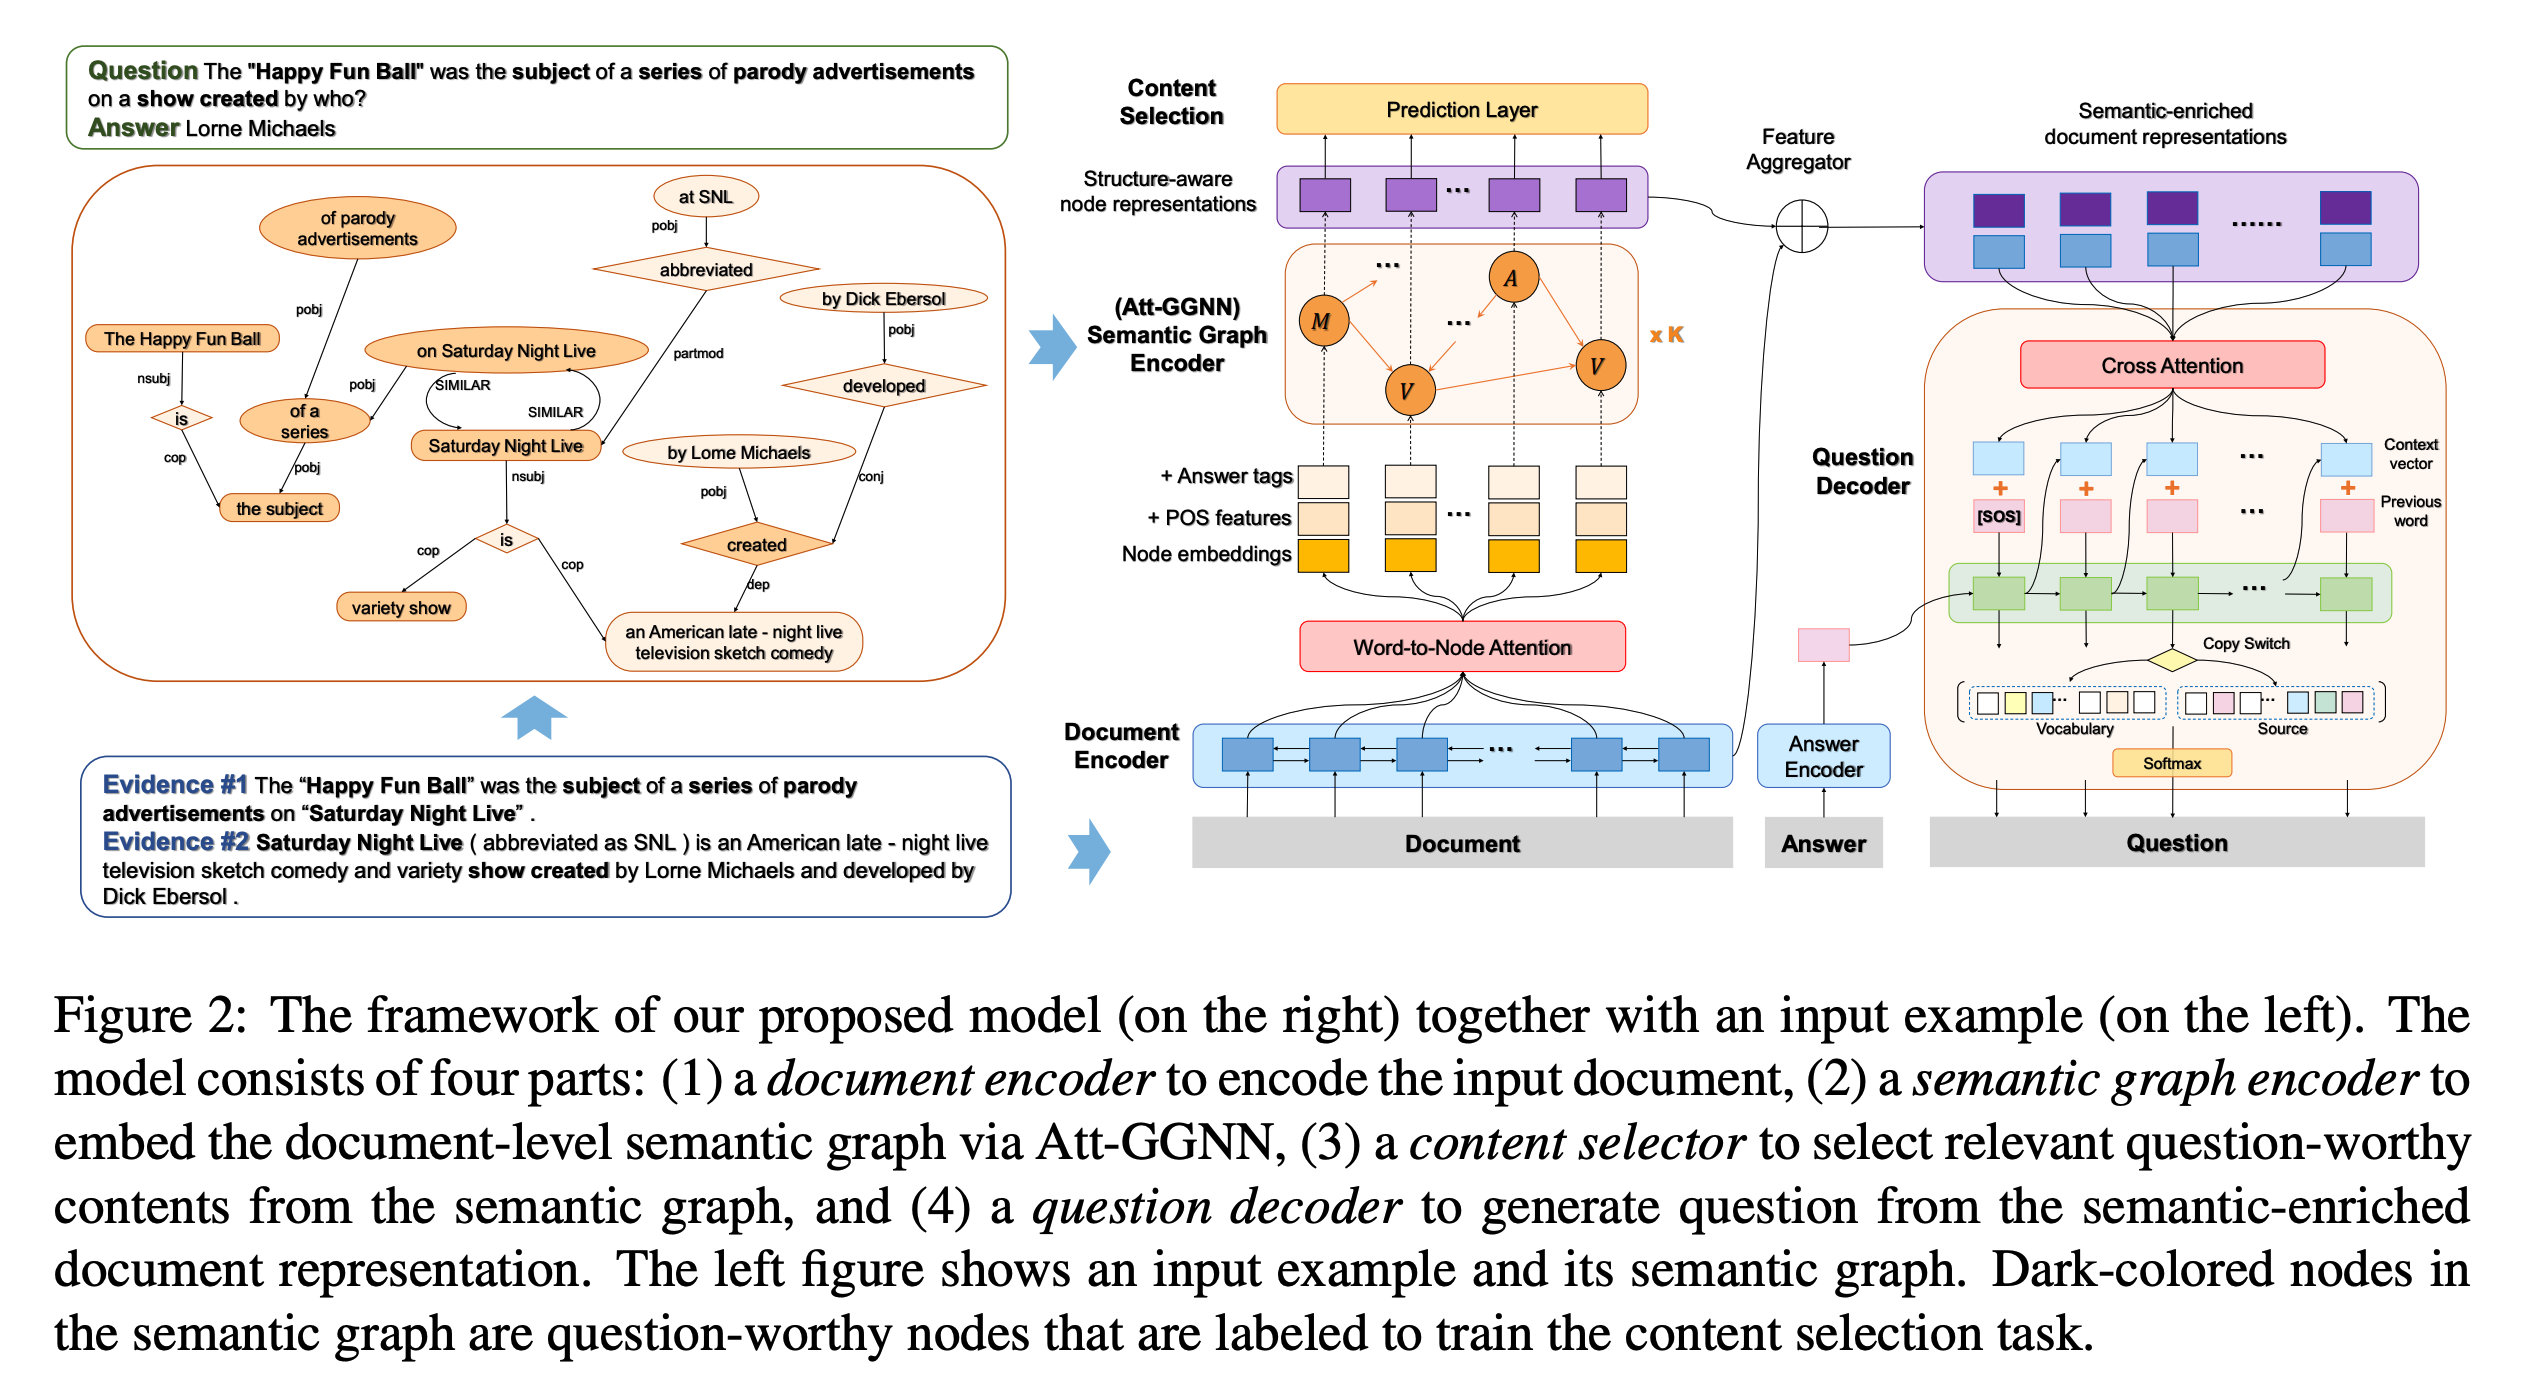 Question The "Happy Fun Ball" was the subject of a series of parody advertisements
on a show created by who?
Answer Lorne Michaels
at SNL
of parody
advertisements
pobj
abbreviated
by Dick Ebersol
pobj
The Happy Fun Ball
pobj
on Saturday Night Live
partmod
nsubj
pobj
SIMILAR
developed
SIMILAR
is
of a
series
Saturday Night Live
by Lome Michaels
cop
pobj
nsubj
pobj
conj
the subject
is
created
cop
cop
dep
variety show
an American late - night live
television sketch comedy
Evidence #1 The “Happy Fun Ball” was the subject of a series of parody
advertisements on “Saturday Night Live” .
Evidence #2 Saturday Night Live ( abbreviated as SNL ) is an American late - night live
television sketch comedy and variety show created by Lorne Michaels and developed by
Dick Ebersol .
Content
Selection
Prediction Layer
Structure-aware
node representations
...
(Att-GGNN)
Semantic Graph
Encoder
...
A
M
...
V
V
x K
+ Answer tags
+ POS features
...
Node embeddings
Word-to-Node Attention
Document
Encoder
...
Document
Feature
Aggregator
Answer
Encoder
Answer
Semantic-enriched
document representations
......
Cross Attention
Question
Decoder
...
Context
vector
+ + + +
[SOS]
...
Previous
word
...
Copy Switch
... ...
Vocabulary
Source
Softmax
Question
Figure 2: The framework of our proposed model (on the right) together with an input example (on the left). The
model consists of four parts: (1) a document encoder to encode the input document, (2) a semantic graph encoder to
embed the document-level semantic graph via Att-GGNN, (3) a content selector to select relevant question-worthy
contents from the semantic graph, and (4) a question decoder to generate question from the semantic-enriched
document representation. The left figure shows an input example and its semantic graph. Dark-colored nodes in
the semantic graph are question-worthy nodes that are labeled to train the content selection task.